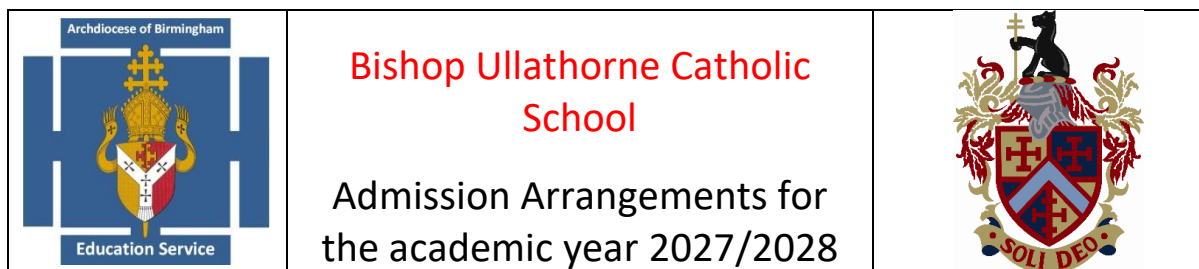 Archdiocese of Birmingham
Education Service
Bishop Ullathorne Catholic
School
Admission Arrangements for
the academic year 2027/2028
SOLI DEO